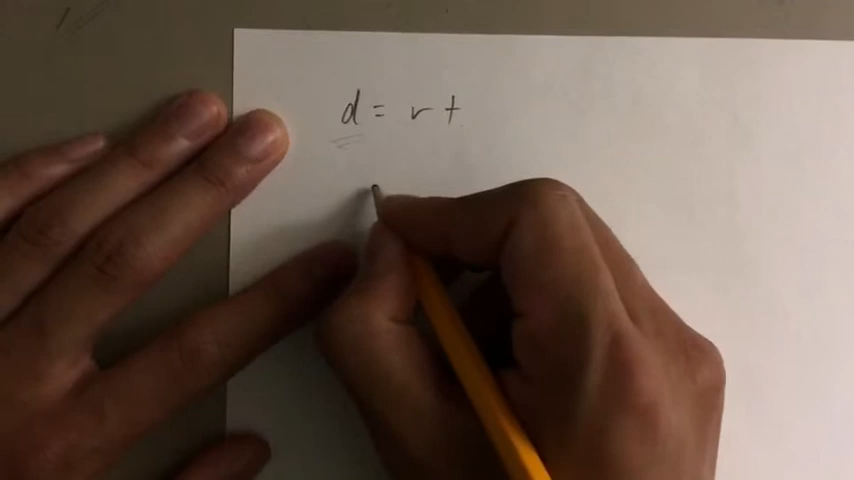 d = rt